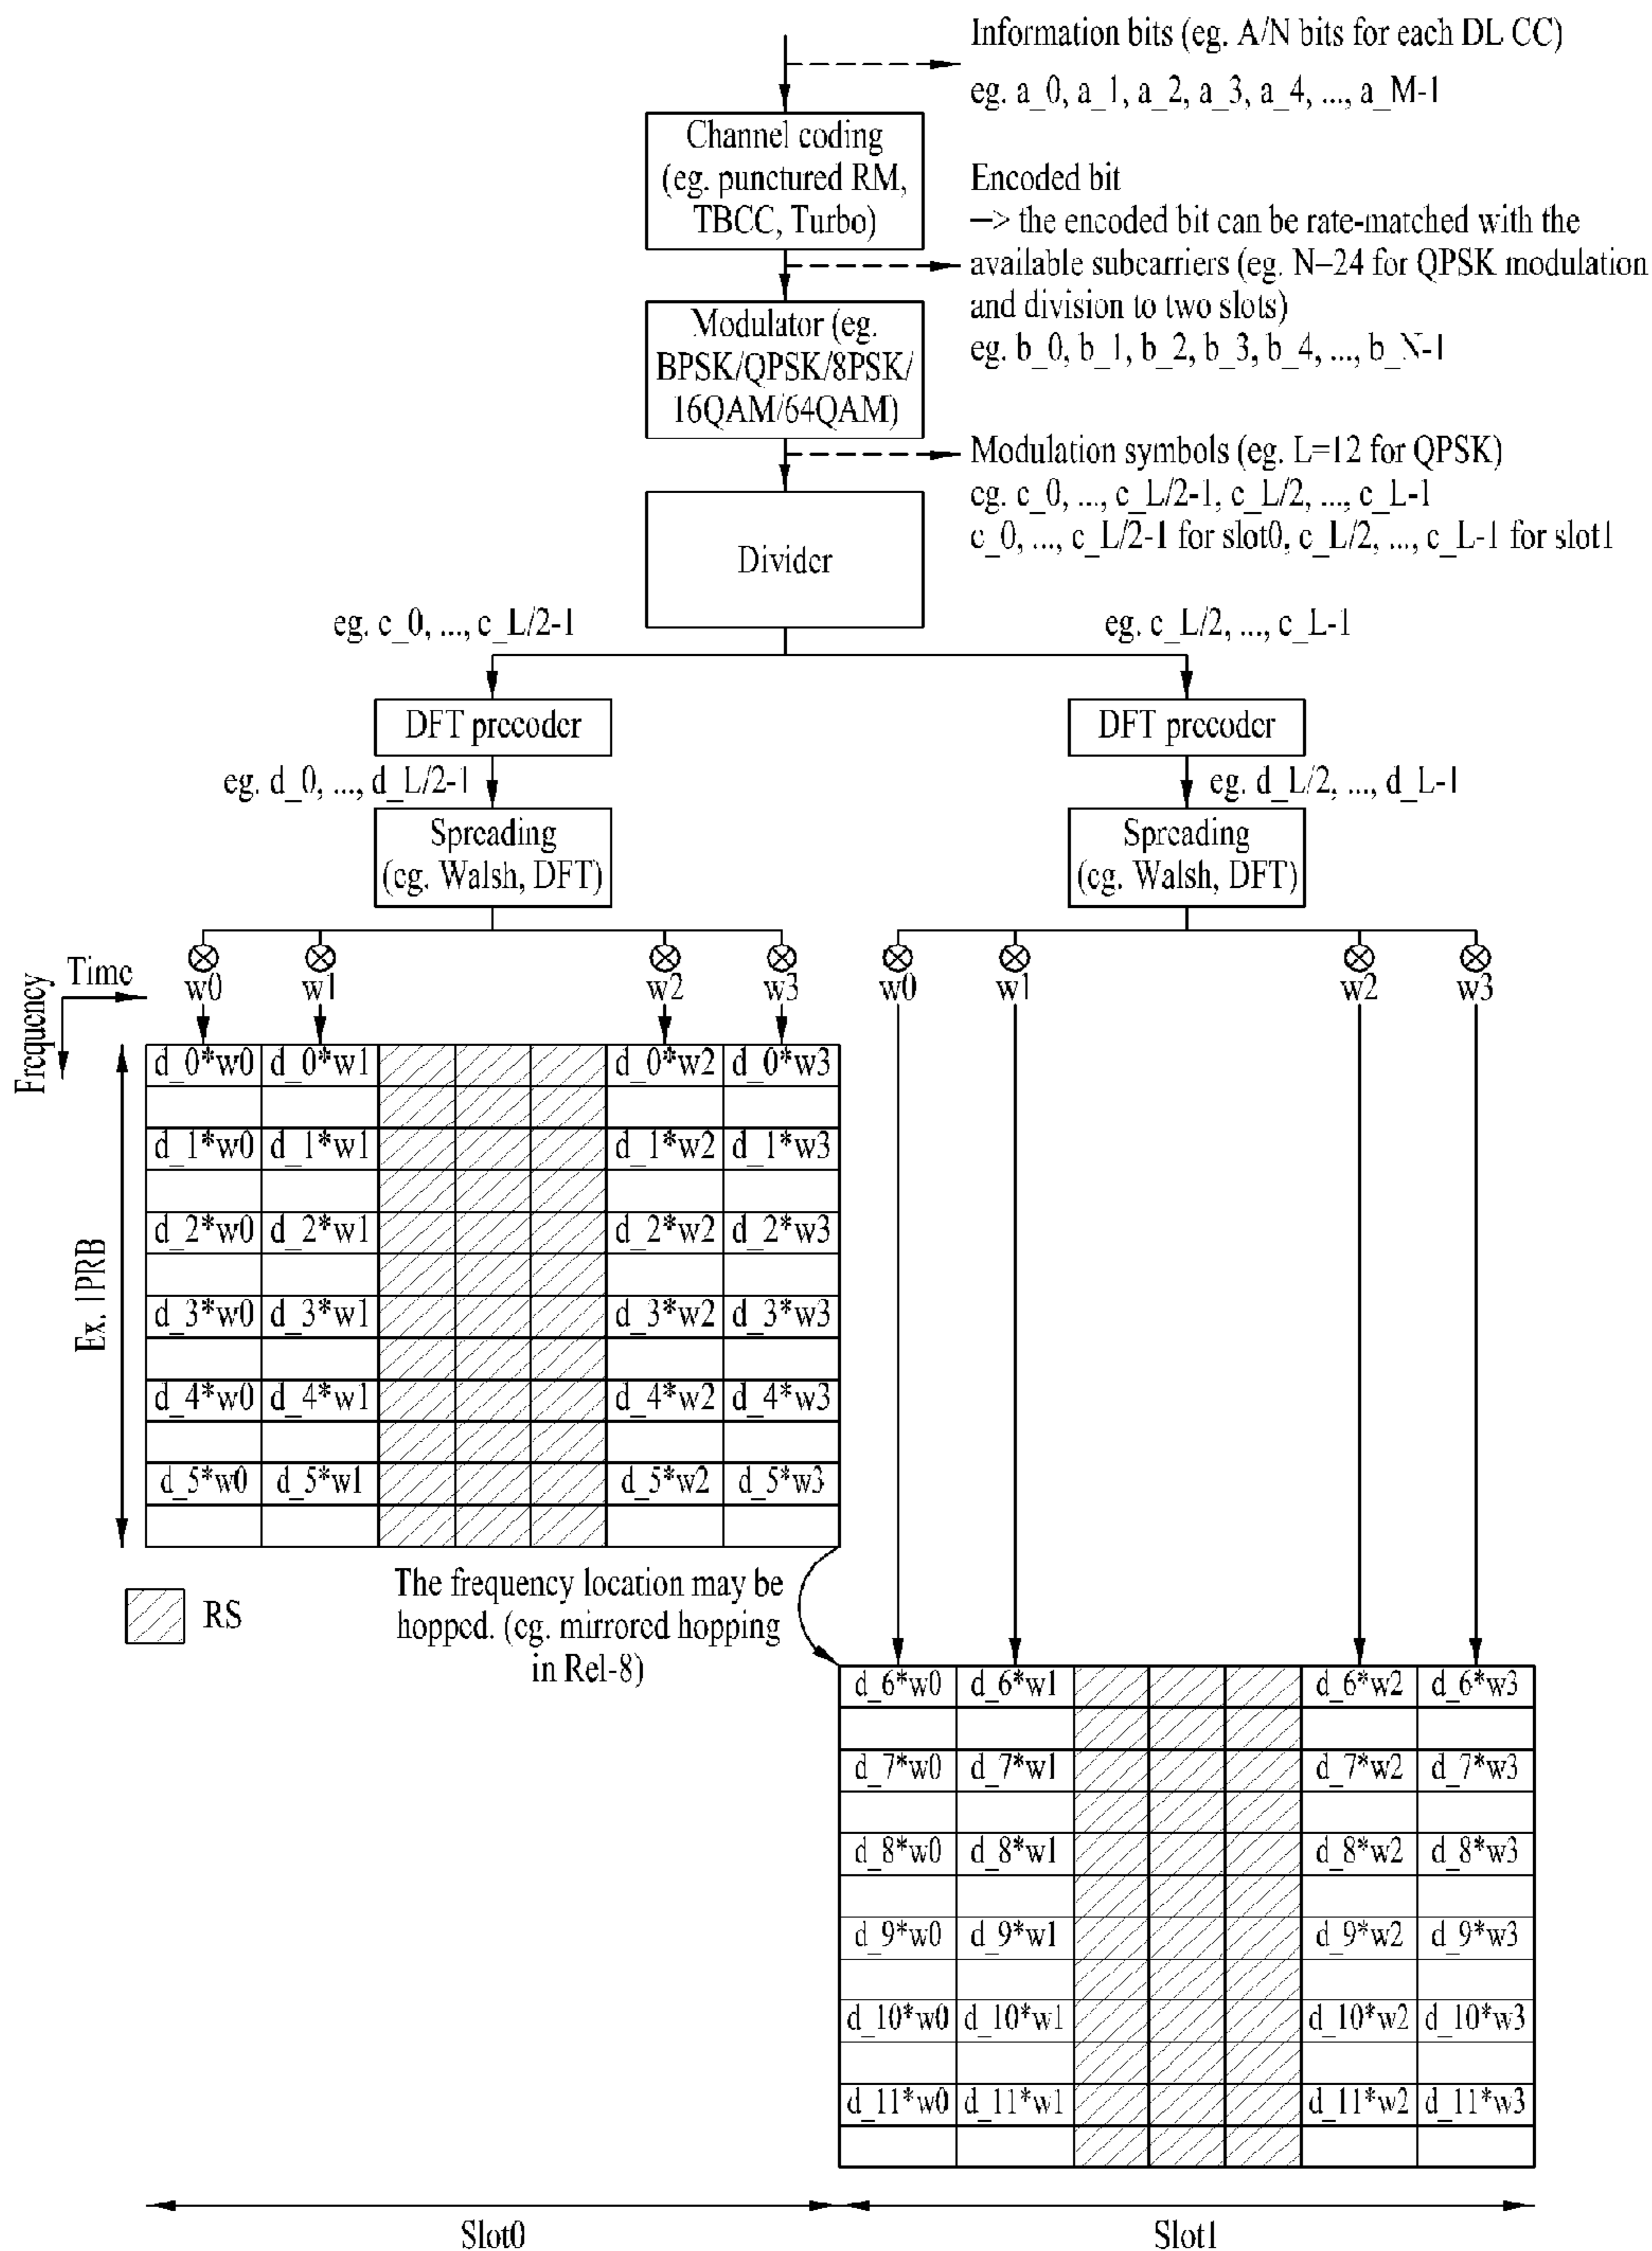 Information bits (eg. A/N bits for each DL CC)
eg. a_0, a_1, a_2, a_3, a_4, ..., a_M-1
Channel coding
(eg. punctured RM,
TBCC, Turbo)
Encoded bit
—> the encoded bit can be rate-matched with the
available subcarriers (eg. N–24 for QPSK modulation
and division to two slots)
eg. b_0, b_1, b_2, b_3, b_4, ..., b_N-1
Modulator (eg.
BPSK/QPSK/8PSK/
16QAM/64QAM)
Modulation symbols (eg. L=12 for QPSK)
eg. c_0, ..., c_L/2-1, c_L/2, ..., c_L-1
c_0, ..., c_L/2-1 for slot0, c_L/2, ..., c_L-1 for slot1
Divider
eg. c_0, ..., c_L/2-1
eg. c_L/2, ..., c_L-1
DFT precoder
DFT precoder
eg. d_0, ..., d_L/2-1
eg. d_L/2, ..., d_L-1
Spreading
(eg. Walsh, DFT)
Spreading
(eg. Walsh, DFT)
Time
Frequency
w0 w1 w2 w3 w0 w1 w2 w3
d_0*w0 d_0*w1 d_0*w2 d_0*w3
d_1*w0 d_1*w1 d_1*w2 d_1*w3
d_2*w0 d_2*w1 d_2*w2 d_2*w3
d_3*w0 d_3*w1 d_3*w2 d_3*w3
d_4*w0 d_4*w1 d_4*w2 d_4*w3
d_5*w0 d_5*w1 d_5*w2 d_5*w3
Ex. 1PRB
RS
The frequency location may be
hopped. (eg. mirrored hopping
in Rel-8)
d_6*w0 d_6*w1 d_6*w2 d_6*w3
d_7*w0 d_7*w1 d_7*w2 d_7*w3
d_8*w0 d_8*w1 d_8*w2 d_8*w3
d_9*w0 d_9*w1 d_9*w2 d_9*w3
d_10*w0 d_10*w1 d_10*w2 d_10*w3
d_11*w0 d_11*w1 d_11*w2 d_11*w3
Slot0
Slot1